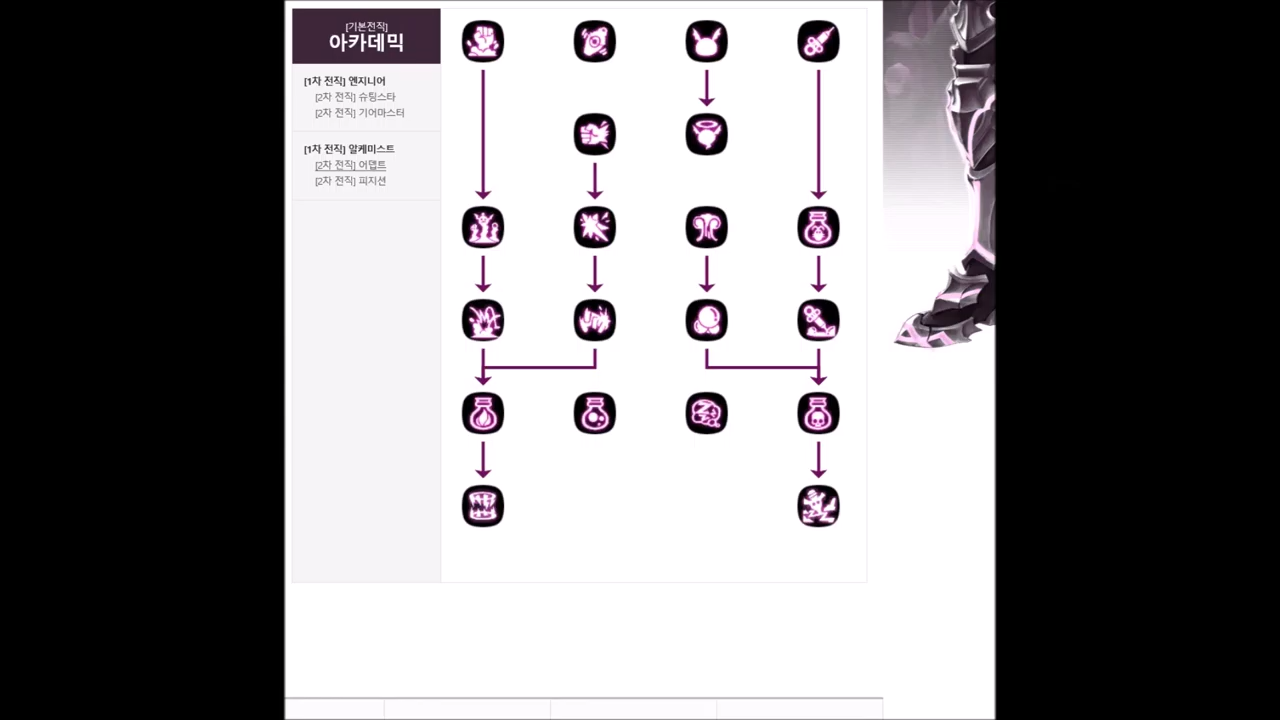 [기본전직]
아카데믹
[1차 전직] 엔지니어
[2차 전직] 슈팅스타
[2차 전직] 기어마스터
[1차 전직] 알케미스트
[2차 전직] 어뎁트
[2차 전직] 피지션